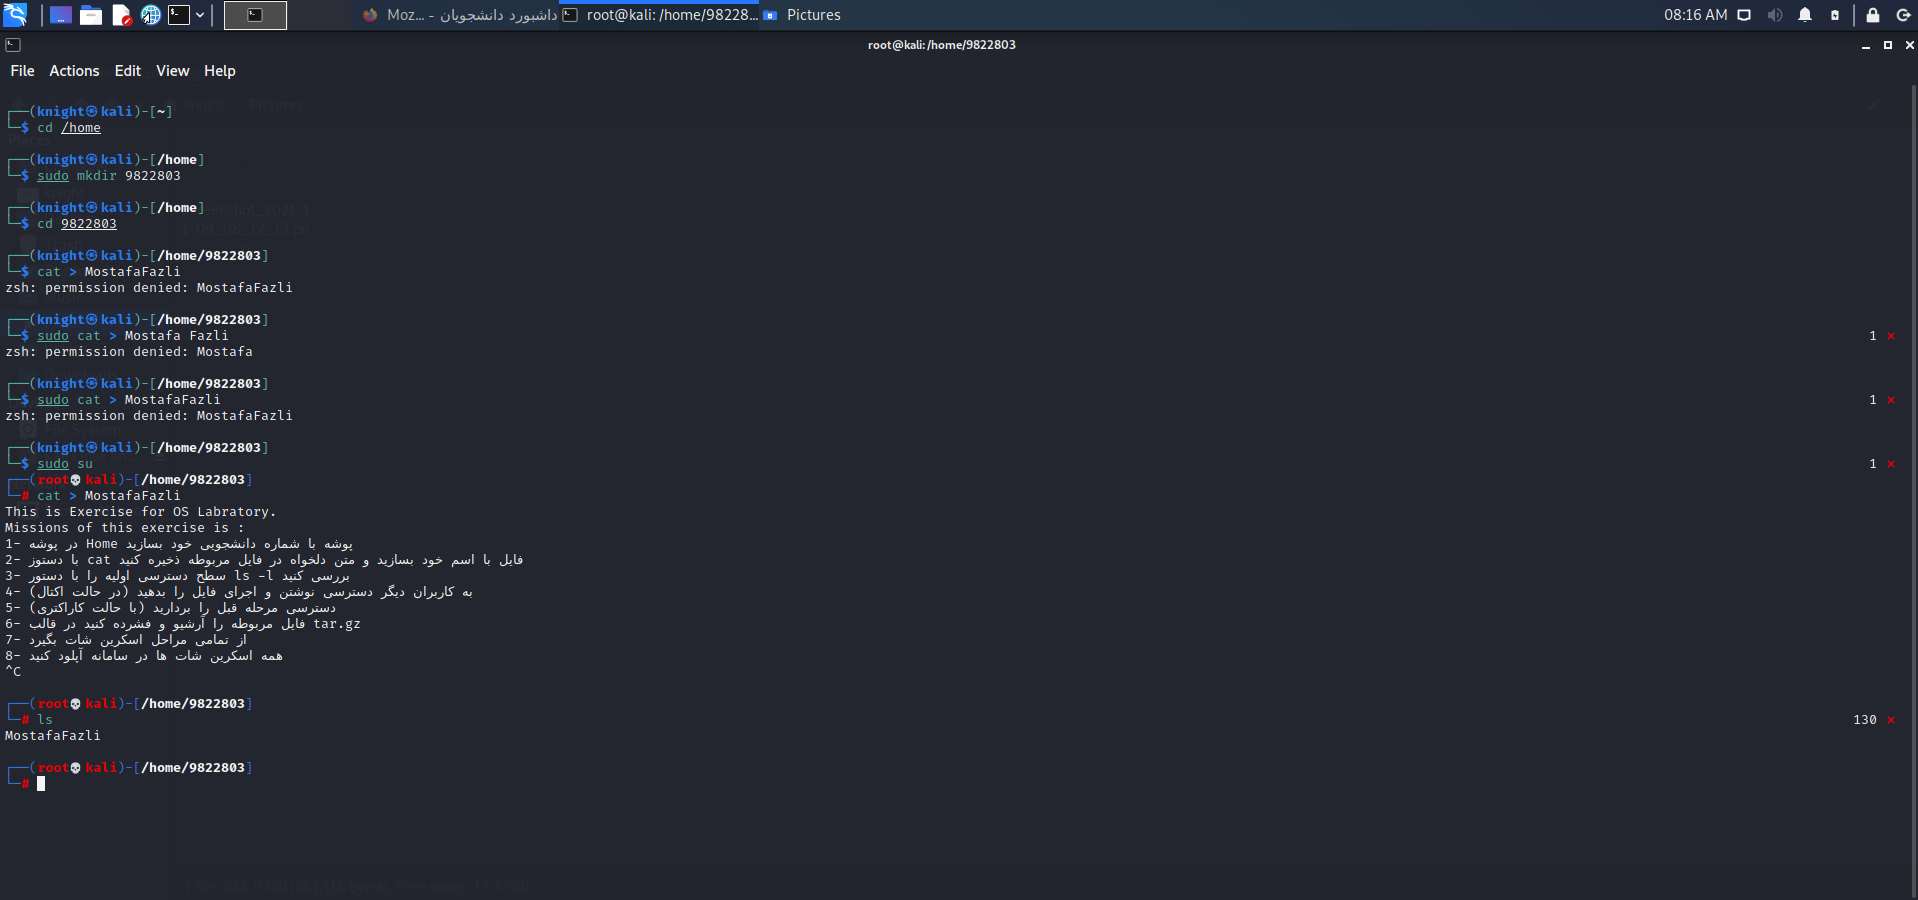 Moz... - داشبورد دانشجویان
root@kali: /home/98228...
Pictures
08:16 AM
root@kali: /home/9822803
File Actions Edit View Help
┌──(knight㉿kali)-[~]
└─$ cd /home
┌──(knight㉿kali)-[/home]
└─$ sudo mkdir 9822803
┌──(knight㉿kali)-[/home]
└─$ cd 9822803
┌──(knight㉿kali)-[/home/9822803]
└─$ cat > MostafaFazli
zsh: permission denied: MostafaFazli
┌──(knight㉿kali)-[/home/9822803]
└─$ sudo cat > Mostafa Fazli 1 ⨯
zsh: permission denied: Mostafa
┌──(knight㉿kali)-[/home/9822803]
└─$ sudo cat > MostafaFazli 1 ⨯
zsh: permission denied: MostafaFazli
┌──(knight㉿kali)-[/home/9822803]
└─$ sudo su 1 ⨯
┌──(root💀kali)-[/home/9822803]
└─# cat > MostafaFazli
This is Exercise for OS Labratory.
Missions of this exercise is :
1- در پوشه Home پوشه با شماره دانشجویی خود بسازید
2- با دستوز cat فایل با اسم خود بسازید و متن دلخواه در فایل مربوطه ذخیره کنید
3- سطح دسترسی اولیه را با دستور ls -l بررسی کنید
4- به کاربران دیگر دسترسی نوشتن و اجرای فایل را بدهید (در حالت اکتال)
5- دسترسی مرحله قبل را بردارید (با حالت کاراکتری)
6- فایل مربوطه را آرشیو و فشرده کنید در قالب tar.gz
7- از تمامی مراحل اسکرین شات بگیرد
8- همه اسکرین شات ها در سامانه آپلود کنید
^C
┌──(root💀kali)-[/home/9822803]
└─# ls 130 ⨯
MostafaFazli
┌──(root💀kali)-[/home/9822803]
└─#